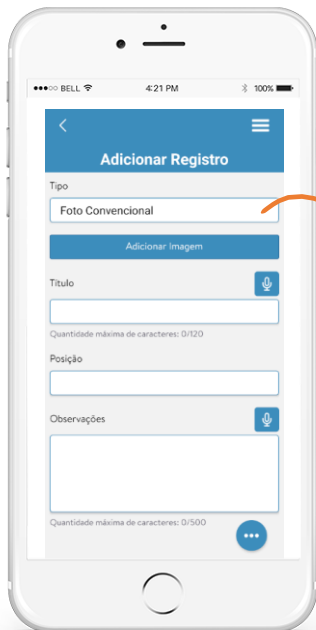 BELL 4:21 PM 100%
Adicionar Registro
Tipo
Foto Convencional
Adicionar Imagem
Título
Quantidade máxima de caracteres: 0/120
Posição
Observações
Quantidade máxima de caracteres: 0/500